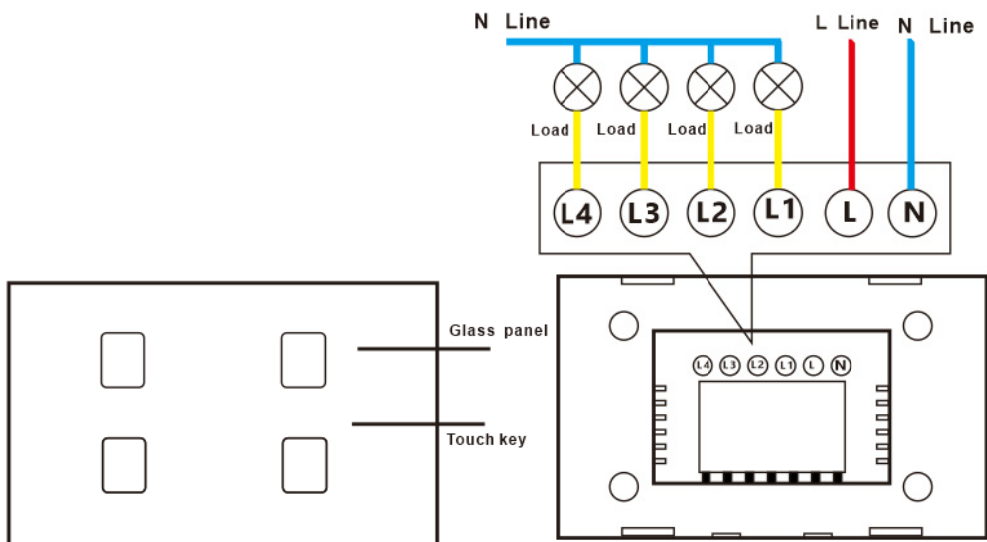 N Line
L Line
N Line
Load
Load
Load
Load
L4
L3
L2
L1
L
N
Glass panel
Touch key
L4
L3
L2
L1
L
N